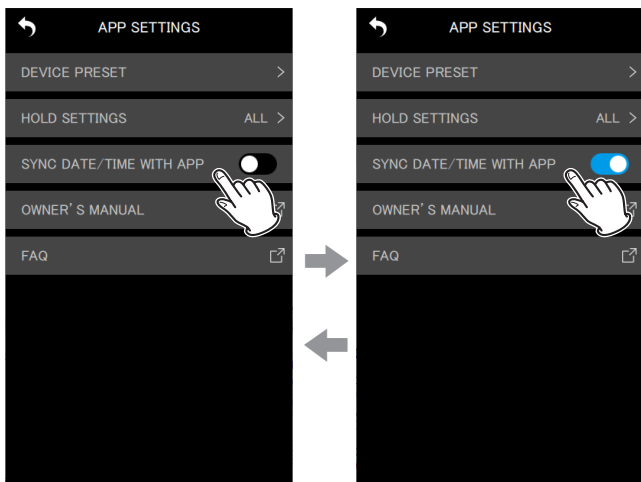 APP SETTINGS
DEVICE PRESET
HOLD SETTINGS ALL
SYNC DATE/TIME WITH APP
OWNER'S MANUAL
FAQ
APP SETTINGS
DEVICE PRESET
HOLD SETTINGS ALL
SYNC DATE/TIME WITH APP
OWNER'S MANUAL
FAQ